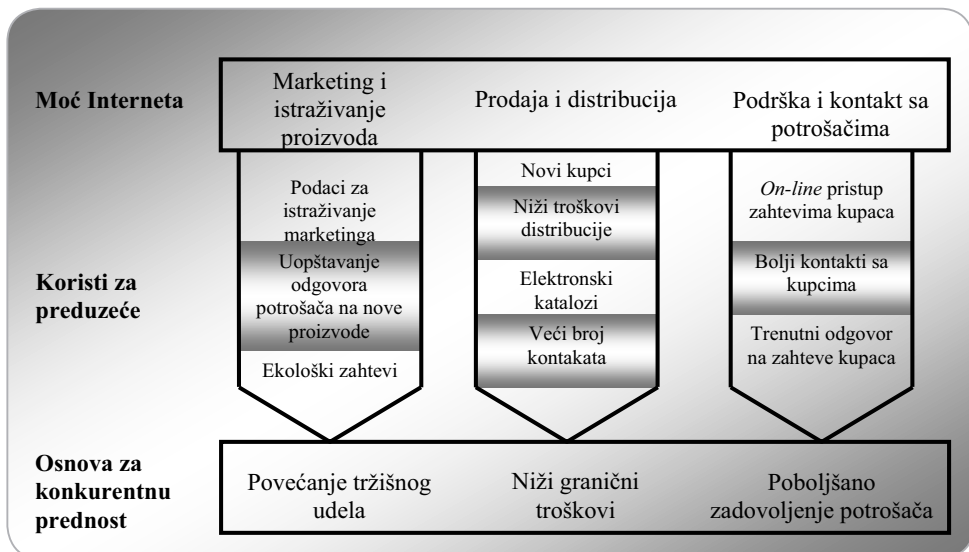 Moć Interneta
Marketing i
istraživanje
proizvoda
Prodaja i distribucija
Podrška i kontakt sa
potrošačima
Koristi za
preduzeće
Podaci za
istraživanje
marketinga
Uopštavanje
odgovora
potrošača na nove
proizvode
Ekološki zahtevi
Novi kupci
Niži troškovi
distribucije
Elektronski
katalozi
Veći broj
kontakata
On-line pristup
zahtevima kupaca
Bolji kontakti sa
kupcima
Trenutni odgovor
na zahteve kupaca
Osnova za
konkurentnu
prednost
Povećanje tržišnog
udela
Niži granični
troškovi
Poboljšano
zadovoljenje potrošača